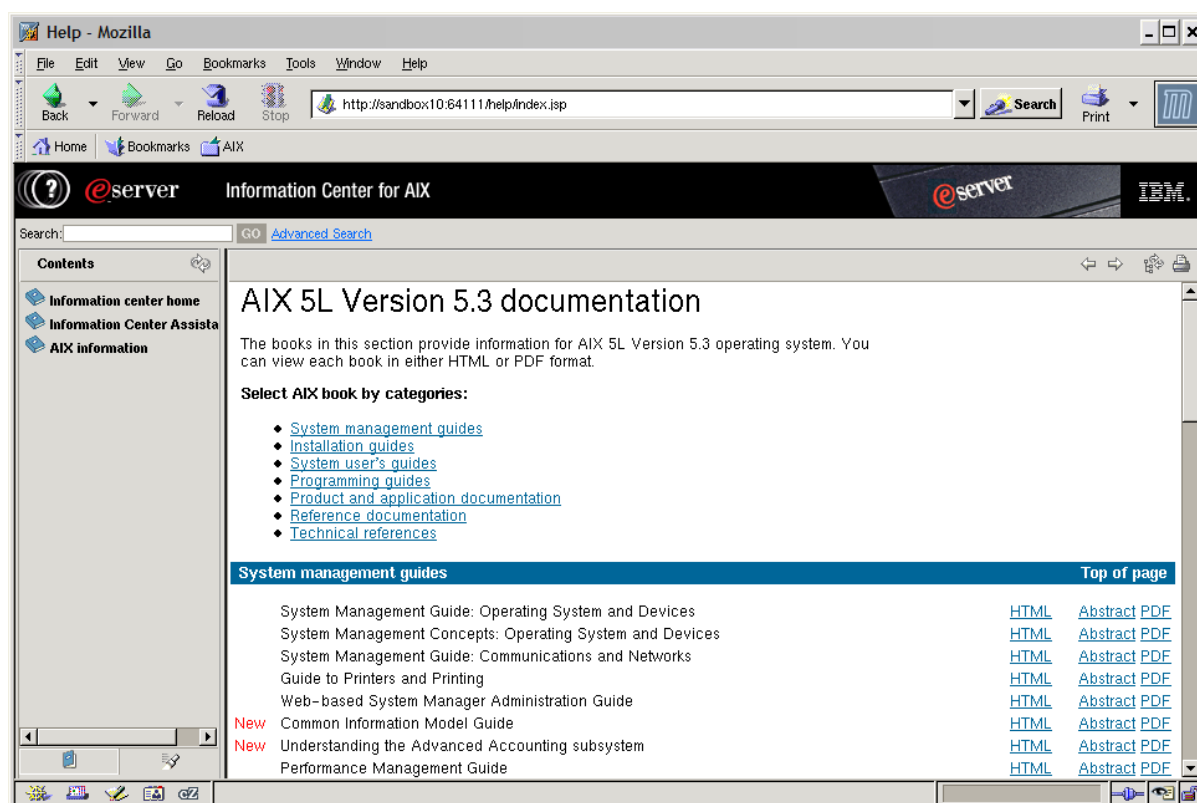 Help - Mozilla
File Edit View Go Bookmarks Tools Window Help
Back Forward Reload Stop http://sandbox10:64111/help/index.jsp Search Print
Home Bookmarks AIX
(?) eserver Information Center for AIX eserver IBM.
Search: GO Advanced Search
Contents
Information center home
Information Center Assista
AIX information
AIX 5L Version 5.3 documentation
The books in this section provide information for AIX 5L Version 5.3 operating system. You
can view each book in either HTML or PDF format.
Select AIX book by categories:
System management guides
Installation guides
System user's guides
Programming guides
Product and application documentation
Reference documentation
Technical references
System management guides Top of page
System Management Guide: Operating System and Devices HTML Abstract PDF
System Management Concepts: Operating System and Devices HTML Abstract PDF
System Management Guide: Communications and Networks HTML Abstract PDF
Guide to Printers and Printing HTML Abstract PDF
Web-based System Manager Administration Guide HTML Abstract PDF
New Common Information Model Guide HTML Abstract PDF
New Understanding the Advanced Accounting subsystem HTML Abstract PDF
Performance Management Guide HTML Abstract PDF